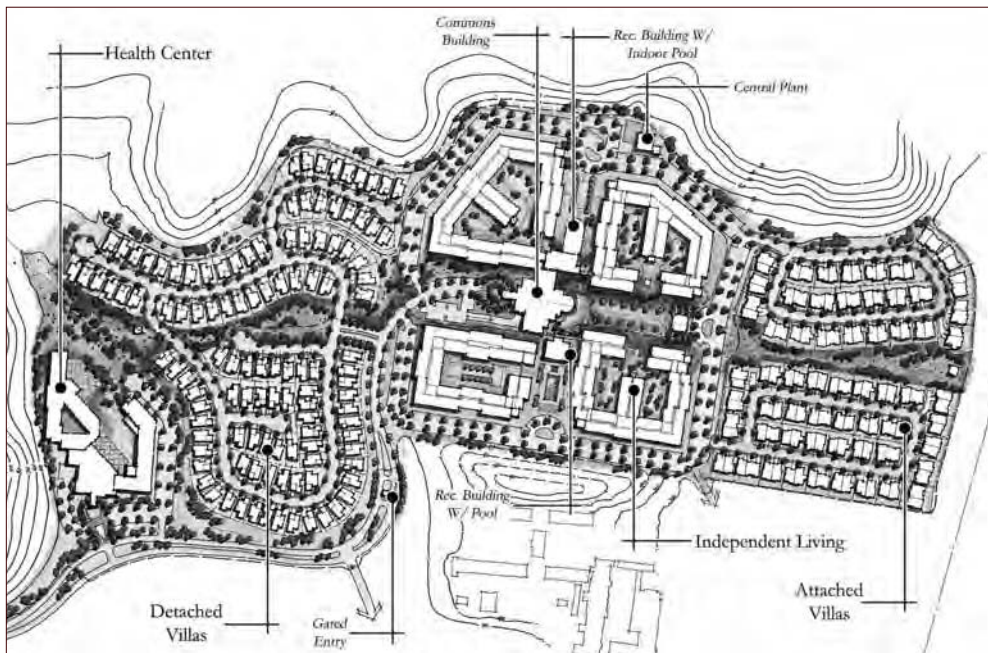 Commons
Building
Health Center
Rec. Building W/
Indoor Pool
Central Plant
Rec. Building
W/ Pool
Independent Living
Detached
Villas
Gated
Entry
Attached
Villas